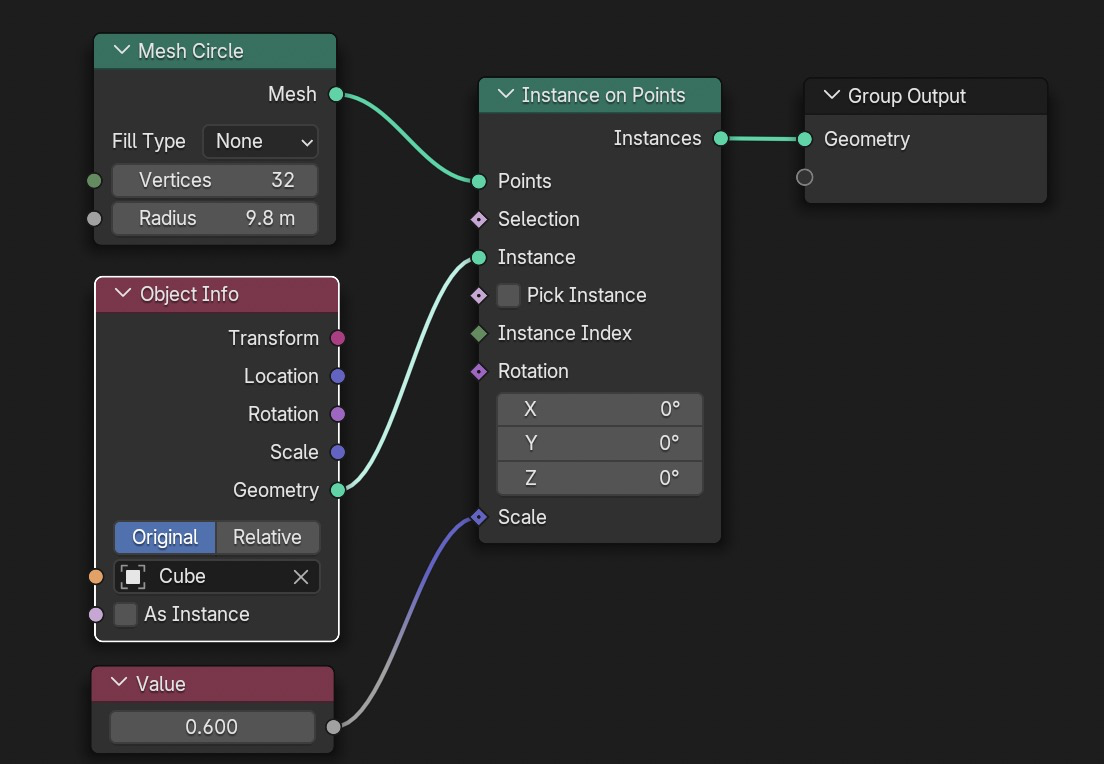 Mesh Circle
Mesh
Fill Type None
Vertices 32
Radius 9.8 m
Object Info
Transform
Location
Rotation
Scale
Geometry
Original Relative
Cube
As Instance
Value
0.600
Instance on Points
Instances
Points
Selection
Instance
Pick Instance
Instance Index
Rotation
X 0°
Y 0°
Z 0°
Scale
Group Output
Geometry